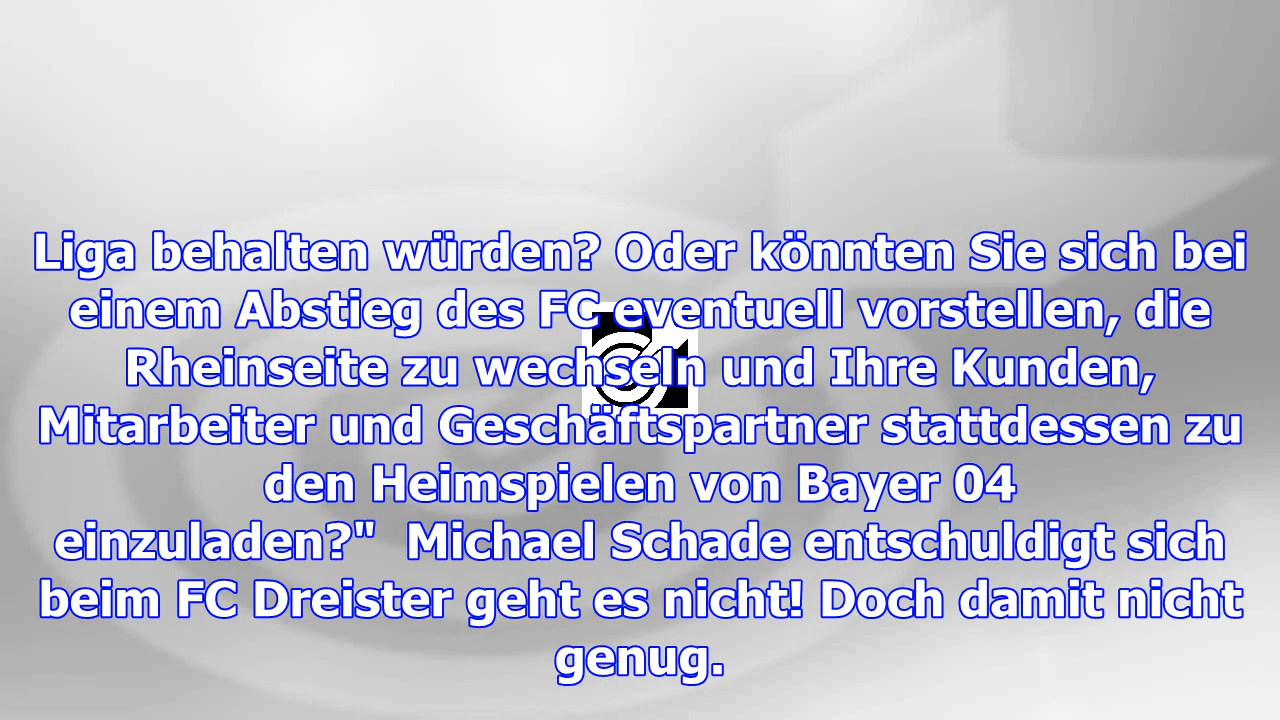 Liga behalten würden? Oder könnten Sie sich bei
einem Abstieg des FC eventuell vorstellen, die
Rheinseite zu wechseln und Ihre Kunden,
Mitarbeiter und Geschäftspartner stattdessen zu
den Heimspielen von Bayer 04
einzuladen?"  Michael Schade entschuldigt sich
beim FC Dreister geht es nicht! Doch damit nicht
genug.